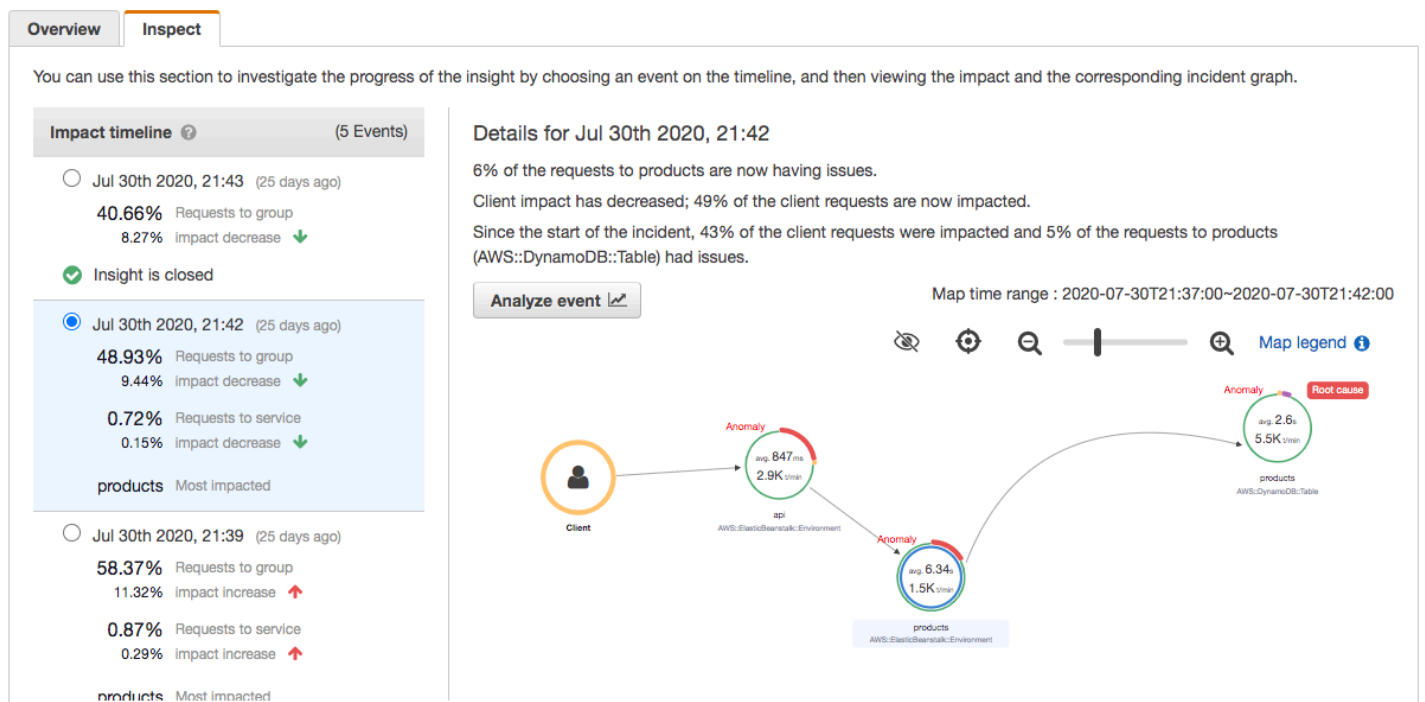 Overview
Inspect
You can use this section to investigate the progress of the insight by choosing an event on the timeline, and then viewing the impact and the corresponding incident graph.
Impact timeline ?
(5 Events)
Jul 30th 2020, 21:43 (25 days ago)
40.66% Requests to group
8.27% impact decrease
Insight is closed
Jul 30th 2020, 21:42 (25 days ago)
48.93% Requests to group
9.44% impact decrease
0.72% Requests to service
0.15% impact decrease
products Most impacted
Jul 30th 2020, 21:39 (25 days ago)
58.37% Requests to group
11.32% impact increase
0.87% Requests to service
0.29% impact increase
products Most impacted
Details for Jul 30th 2020, 21:42
6% of the requests to products are now having issues.
Client impact has decreased; 49% of the client requests are now impacted.
Since the start of the incident, 43% of the client requests were impacted and 5% of the requests to products
(AWS::DynamoDB::Table) had issues.
Analyze event
Map time range : 2020-07-30T21:37:00~2020-07-30T21:42:00
Map legend i
Client
Anomaly
avg. 847ms
2.9K t/min
api
AWS::ElasticBeanstalk::Environment
Anomaly
avg. 6.34s
1.5K t/min
products
AWS::ElasticBeanstalk::Environment
Anomaly
Root cause
avg. 2.6s
5.5K t/min
products
AWS::DynamoDB::Table